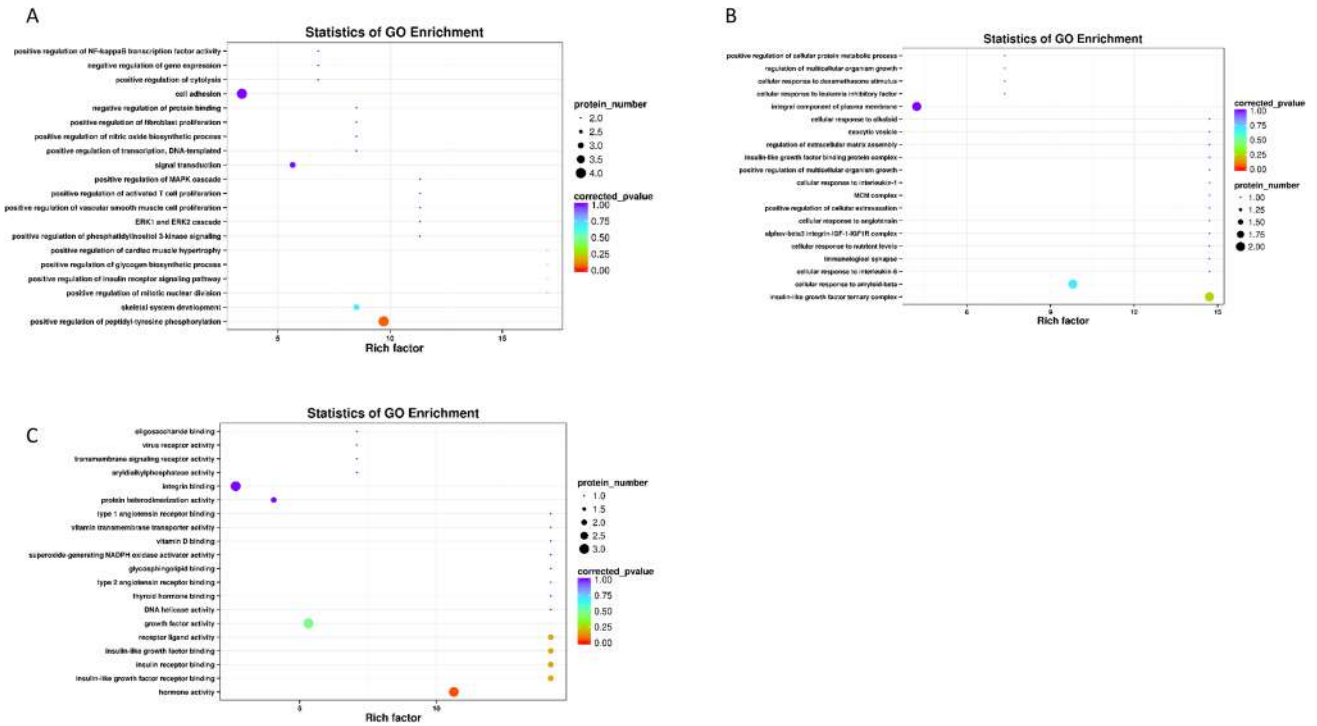 A
Statistics of GO Enrichment
positive regulation of NF-kappaB transcription factor activity
negative regulation of gene expression
positive regulation of cytolysis
cell adhesion
negative regulation of protein binding
positive regulation of fibroblast proliferation
positive regulation of nitric oxide biosynthetic process
positive regulation of transcription, DNA-templated
signal transduction
positive regulation of MAPK cascade
positive regulation of activated T cell proliferation
positive regulation of vascular smooth muscle cell proliferation
ERK1 and ERK2 cascade
positive regulation of phosphatidylinositol 3-kinase signaling
positive regulation of cardiac muscle hypertrophy
positive regulation of glycogen biosynthetic process
positive regulation of insulin receptor signaling pathway
positive regulation of mitotic nuclear division
skeletal system development
positive regulation of peptidyl-tyrosine phosphorylation
5 10 15
Rich factor
protein_number
2.0
2.5
3.0
3.5
4.0
corrected_pvalue
1.00
0.75
0.50
0.25
0.00
B
Statistics of GO Enrichment
positive regulation of cellular protein metabolic process
regulation of multicellular organism growth
cellular response to dexamethasone stimulus
cellular response to leukemia inhibitory factor
integral component of plasma membrane
cellular response to alkaloid
exocytic vesicle
regulation of extracellular matrix assembly
insulin-like growth factor binding protein complex
positive regulation of multicellular organism growth
cellular response to interleukin-1
MCM complex
positive regulation of cellular extravasation
cellular response to angiotensin
alphav-beta3 integrin-IGF-1-IGF1R complex
cellular response to nutrient levels
immunological synapse
cellular response to interleukin-6
cellular response to amyloid-beta
insulin-like growth factor ternary complex
6 9 12 15
Rich factor
corrected_pvalue
1.00
0.75
0.50
0.25
0.00
protein_number
1.00
1.25
1.50
1.75
2.00
C
Statistics of GO Enrichment
oligosaccharide binding
virus receptor activity
transmembrane signaling receptor activity
aryldialkylphosphatase activity
integrin binding
protein heterodimerization activity
type 1 angiotensin receptor binding
vitamin transmembrane transporter activity
vitamin D binding
superoxide-generating NADPH oxidase activator activity
glycosphingolipid binding
type 2 angiotensin receptor binding
thyroid hormone binding
DNA helicase activity
growth factor activity
receptor ligand activity
insulin-like growth factor binding
insulin receptor binding
insulin-like growth factor receptor binding
hormone activity
5 10
Rich factor
protein_number
1.0
1.5
2.0
2.5
3.0
corrected_pvalue
1.00
0.75
0.50
0.25
0.00